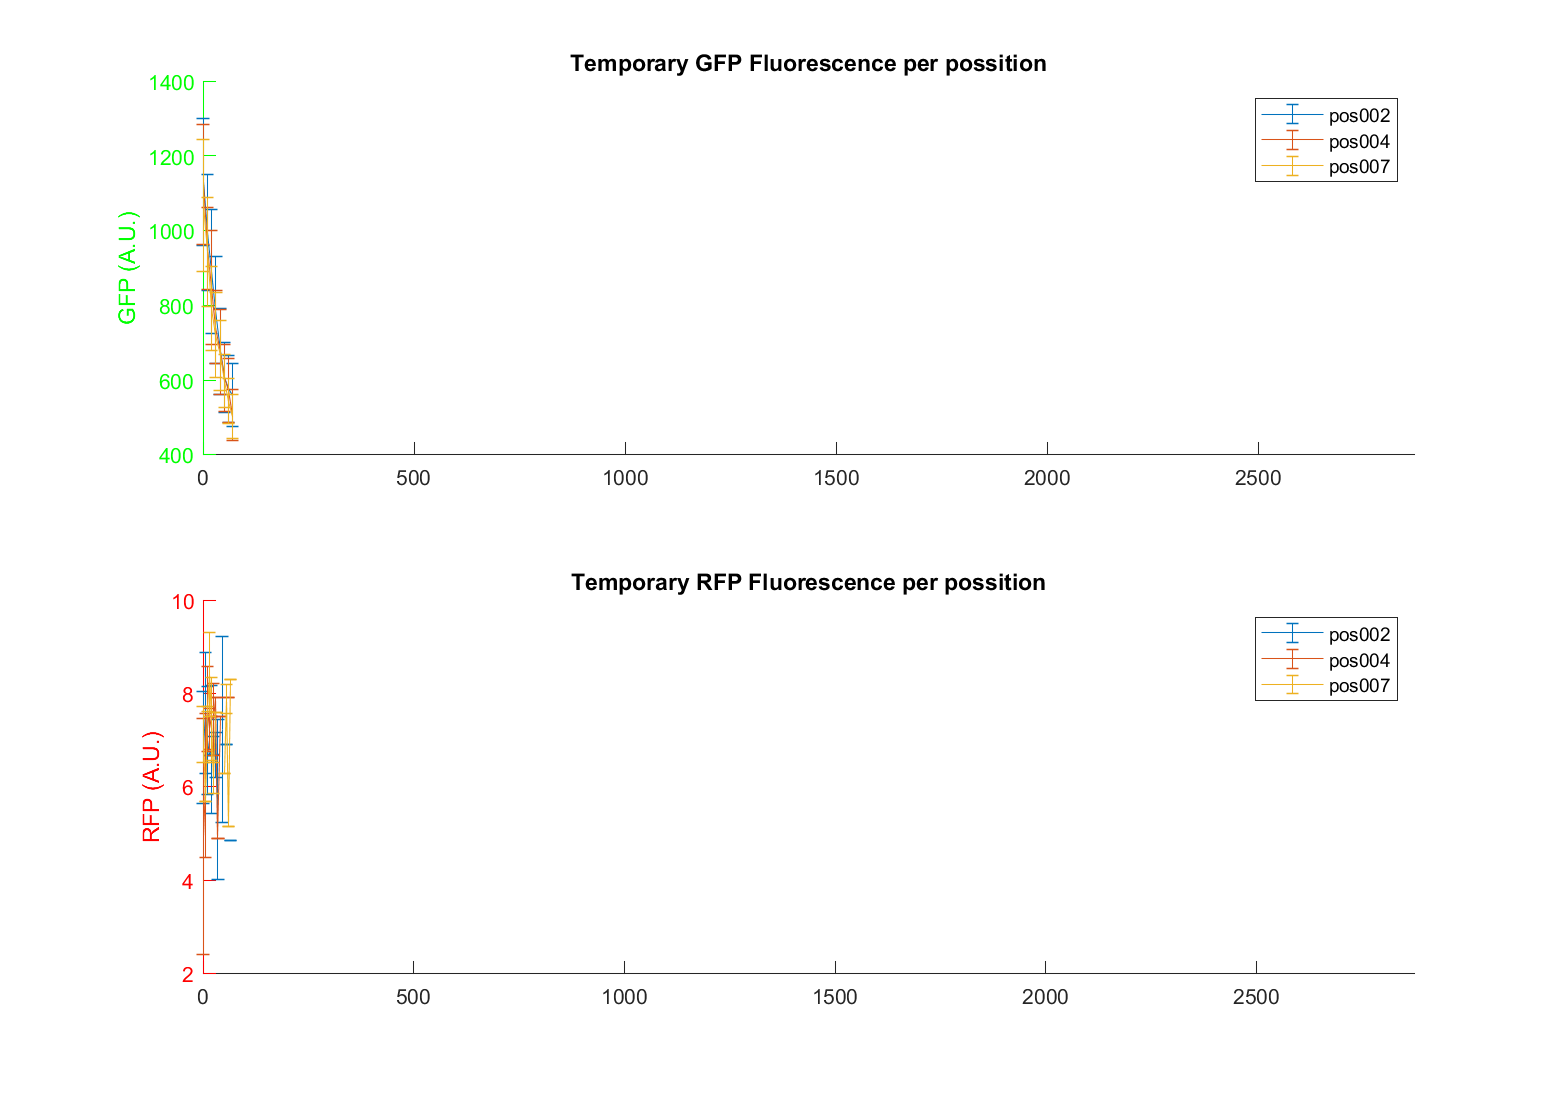 Temporary GFP Fluorescence per possition
1400
1200
1000
800
600
400
GFP (A.U.)
pos002
pos004
pos007
0 500 1000 1500 2000 2500
Temporary RFP Fluorescence per possition
10
8
6
4
2
RFP (A.U.)
pos002
pos004
pos007
0 500 1000 1500 2000 2500